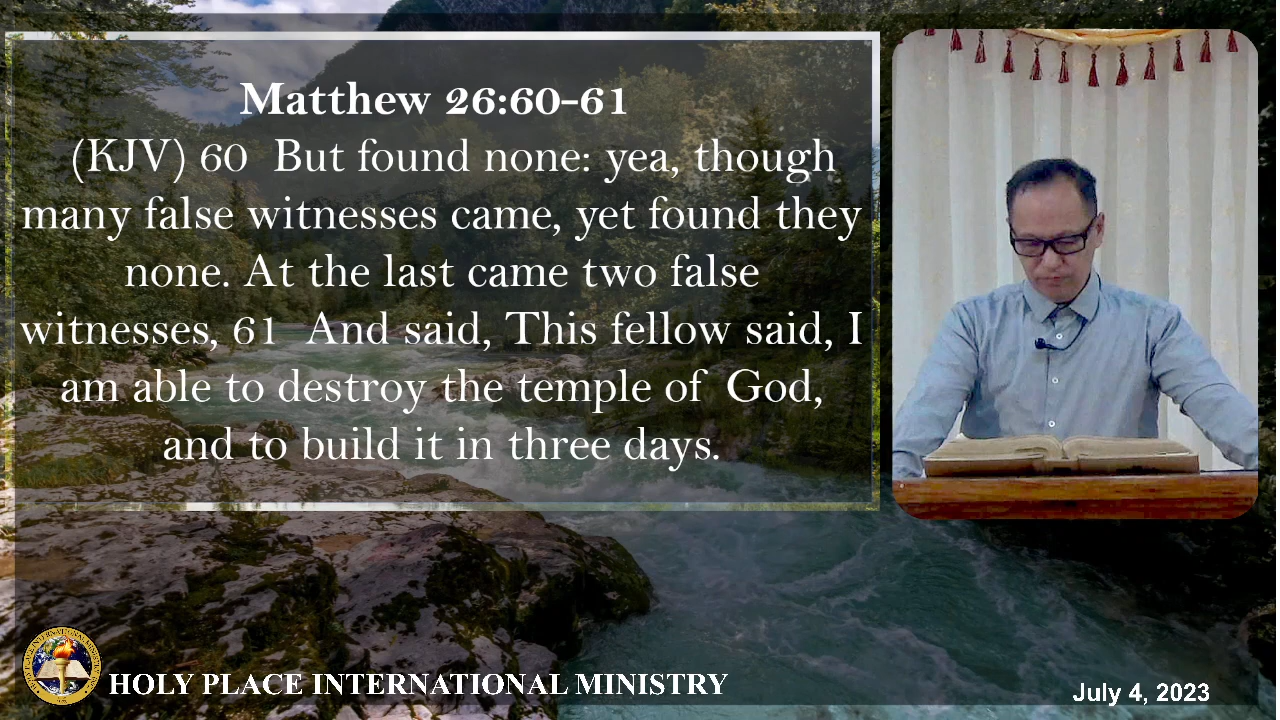 Matthew 26:60-61
(KJV) 60 But found none: yea, though
many false witnesses came, yet found they
none. At the last came two false
witnesses, 61 And said, This fellow said, I
am able to destroy the temple of God,
and to build it in three days.
HOLY PLACE INTERNATIONAL MINISTRY
July 4, 2023